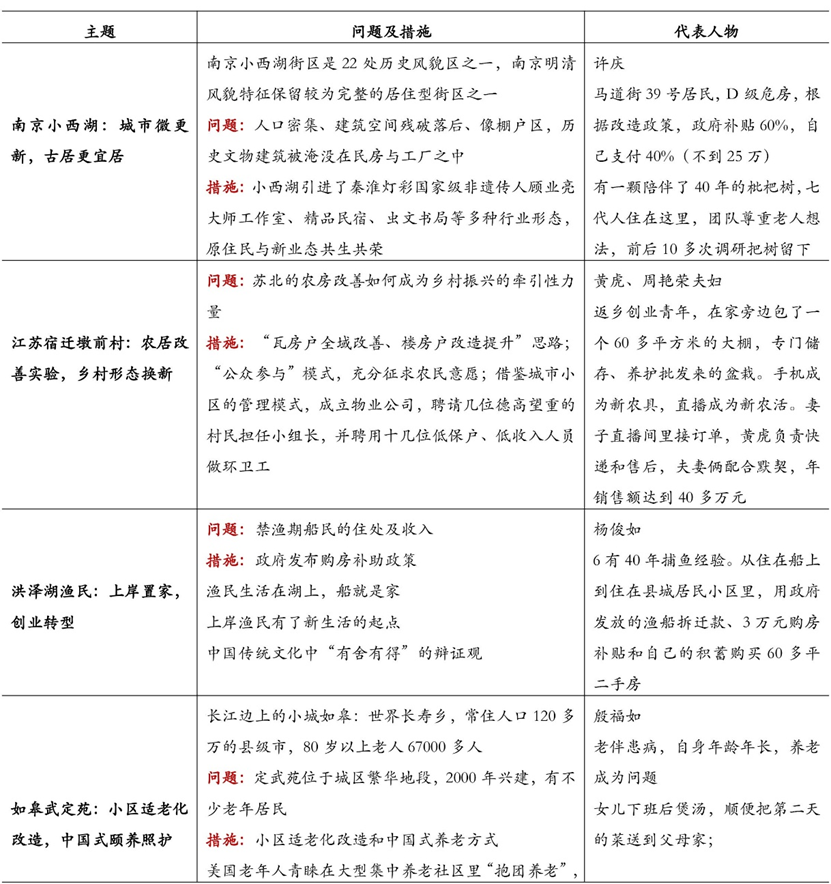 主题
问题及措施
代表人物
南京小西湖：城市微更
新，古居更宜居
南京小西湖街区是 22 处历史风貌区之一，南京明清
风貌特征保留较为完整的居住型街区之一
问题：人口密集、建筑空间残破落后、像棚户区，历
史文物建筑被淹没在民房与工厂之中
措施：小西湖引进了秦淮灯彩国家级非遗传人顾业亮
大师工作室、精品民宿、虫文书局等多种行业形态，
原住民与新业态共生共荣
许庆
马道街 39 号居民，D 级危房，根
据改造政策，政府补贴 60%，自
己支付 40%（不到 25 万）
有一颗陪伴了 40 年的枇杷树，七
代人住在这里，团队尊重老人想
法，前后 10 多次调研把树留下
江苏宿迁墩前村：农居改
善实验，乡村形态换新
问题：苏北的农房改善如何成为乡村振兴的牵引性力
量
措施：“瓦房户全域改善、楼房户改造提升”思路；
“公众参与”模式，充分征求农民意愿；借鉴城市小
区的管理模式，成立物业公司，聘请几位德高望重的
村民担任小组长，并聘用十几位低保户、低收入人员
做环卫工
黄虎、周艳荣夫妇
返乡创业青年，在家旁边包了一
个 60 多平方米的大棚，专门储
存、养护批发来的盆栽。手机成
为新农具，直播成为新农活。妻
子直播间里接订单，黄虎负责快
递和售后，夫妻俩配合默契，年
销售额达到 40 多万元
洪泽湖渔民：上岸置家，
创业转型
问题：禁渔期船民的住处及收入
措施：政府发布购房补助政策
渔民生活在湖上，船就是家
上岸渔民有了新生活的起点
中国传统文化中“有舍有得”的辩证观
杨俊如
6 有 40 年捕鱼经验。从住在船上
到住在县城居民小区里，用政府
发放的渔船拆迁款、3 万元购房
补贴和自己的积蓄购买 60 多平
二手房
如皋武定苑：小区适老化
改造，中国式颐养照护
长江边上的小城如皋：世界长寿乡，常住人口 120 多
万的县级市，80 岁以上老人 67000 多人
问题：定武苑位于城区繁华地段，2000 年兴建，有不
少老年居民
措施：小区适老化改造和中国式养老方式
美国老年人青睐在大型集中养老社区里“抱团养老”，
殷福如
老伴患病，自身年龄年长，养老
成为问题
女儿下班后煲汤，顺便把第二天
的菜送到父母家；